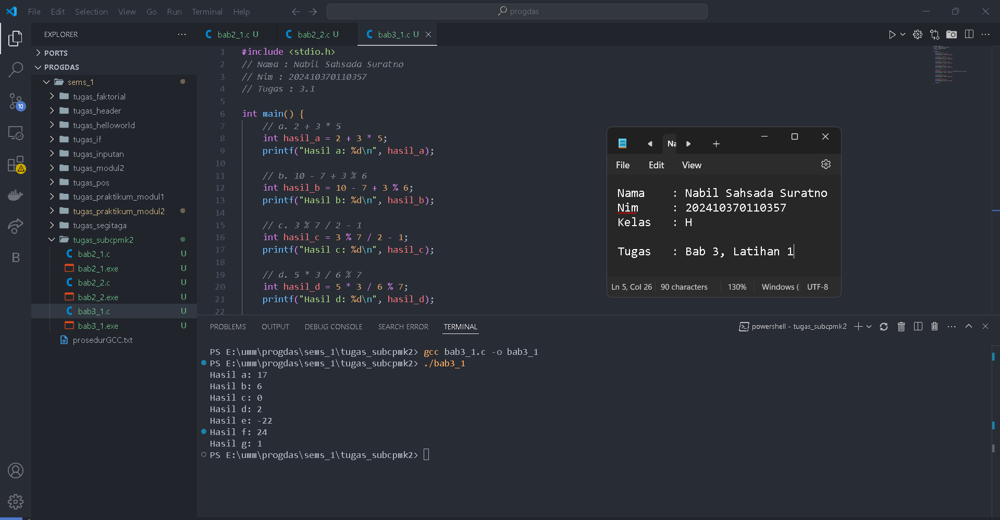 File Edit Selection View Go Run Terminal Help
progdas
EXPLORER
PORTS
PROGDAS
sems_1
tugas_faktorial
tugas_header
tugas_helloworld
tugas_if
tugas_inputan
tugas_modul2
tugas_pos
tugas_praktikum_modul1
tugas_praktikum_modul2
tugas_segitaga
tugas_subcpmk2
bab2_1.c U
bab2_1.exe U
bab2_2.c U
bab2_2.exe U
bab3_1.c U
bab3_1.exe U
prosedurGCC.txt
10
B
bab2_1.c U bab2_2.c U bab3_1.c U
1 #include <stdio.h>
2 // Nama : Nabil Sahsada Suratno
3 // Nim : 202410370110357
4 // Tugas : 3.1
5
6 int main() {
7 // a. 2 + 3 * 5
8 int hasil_a = 2 + 3 * 5;
9 printf("Hasil a: %d\n", hasil_a);
10
11 // b. 10 - 7 + 3 % 6
12 int hasil_b = 10 - 7 + 3 % 6;
13 printf("Hasil b: %d\n", hasil_b);
14
15 // c. 3 % 7 / 2 - 1
16 int hasil_c = 3 % 7 / 2 - 1;
17 printf("Hasil c: %d\n", hasil_c);
18
19 // d. 5 * 3 / 6 % 7
20 int hasil_d = 5 * 3 / 6 % 7;
21 printf("Hasil d: %d\n", hasil_d);
22
Na
File Edit View
Nama : Nabil Sahsada Suratno
Nim : 202410370110357
Kelas : H
Tugas : Bab 3, Latihan 1
Ln 5, Col 26 90 characters 130% Windows ( UTF-8
PROBLEMS OUTPUT DEBUG CONSOLE SEARCH ERROR TERMINAL
powershell - tugas_subcpmk2
PS E:\umm\progdas\sems_1\tugas_subcpmk2> gcc bab3_1.c -o bab3_1
PS E:\umm\progdas\sems_1\tugas_subcpmk2> ./bab3_1
Hasil a: 17
Hasil b: 6
Hasil c: 0
Hasil d: 2
Hasil e: -22
Hasil f: 24
Hasil g: 1
PS E:\umm\progdas\sems_1\tugas_subcpmk2>